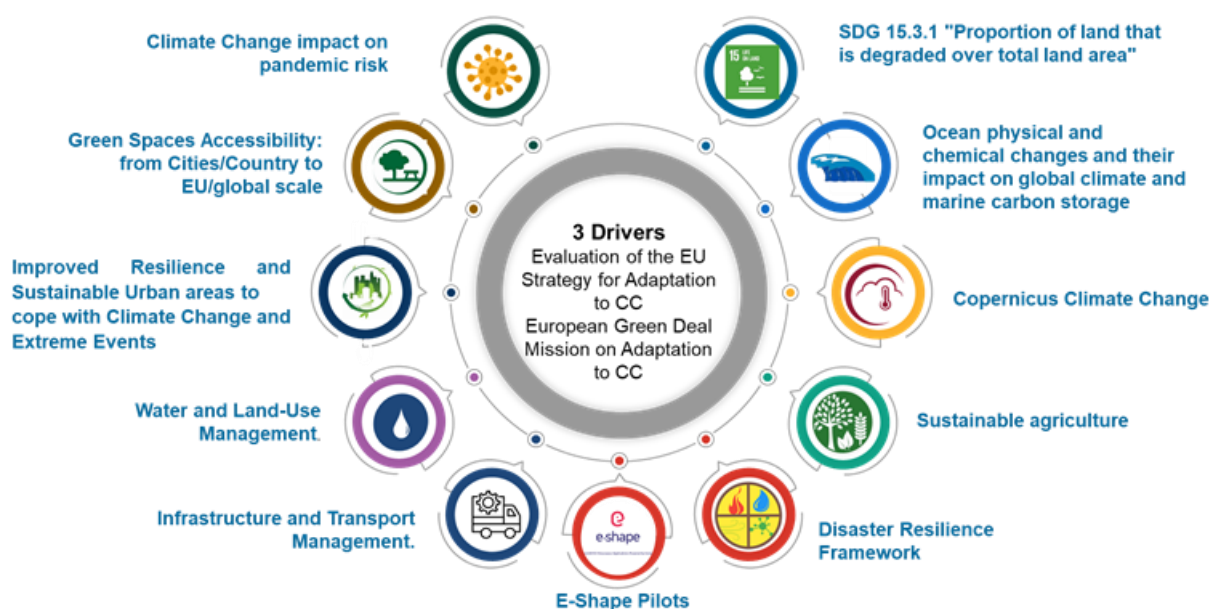 Climate Change impact on
pandemic risk
SDG 15.3.1 "Proportion of land that
is degraded over total land area"
15 LIFE
ON LAND
Green Spaces Accessibility:
from Cities/Country to
EU/global scale
Ocean physical and
chemical changes and their
impact on global climate and
marine carbon storage
3 Drivers
Evaluation of the EU
Strategy for Adaptation
to CC
European Green Deal
Mission on Adaptation
to CC
Improved Resilience and
Sustainable Urban areas to
cope with Climate Change and
Extreme Events
Copernicus Climate Change
Water and Land-Use
Management.
Sustainable agriculture
Infrastructure and Transport
Management.
e-shape
Disaster Resilience
Framework
E-Shape Pilots